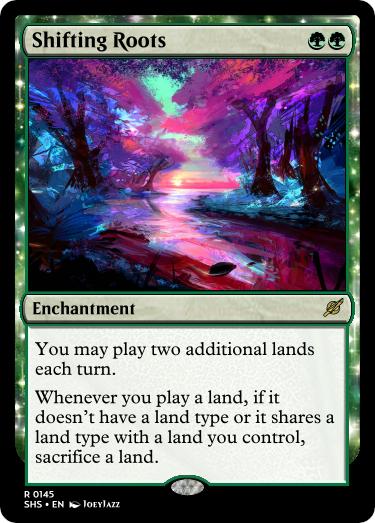 Shifting Roots
Enchantment
You may play two additional lands
each turn.
Whenever you play a land, if it
doesn't have a land type or it shares a
land type with a land you control,
sacrifice a land.
R 0145
SHS • EN JoeyJazz